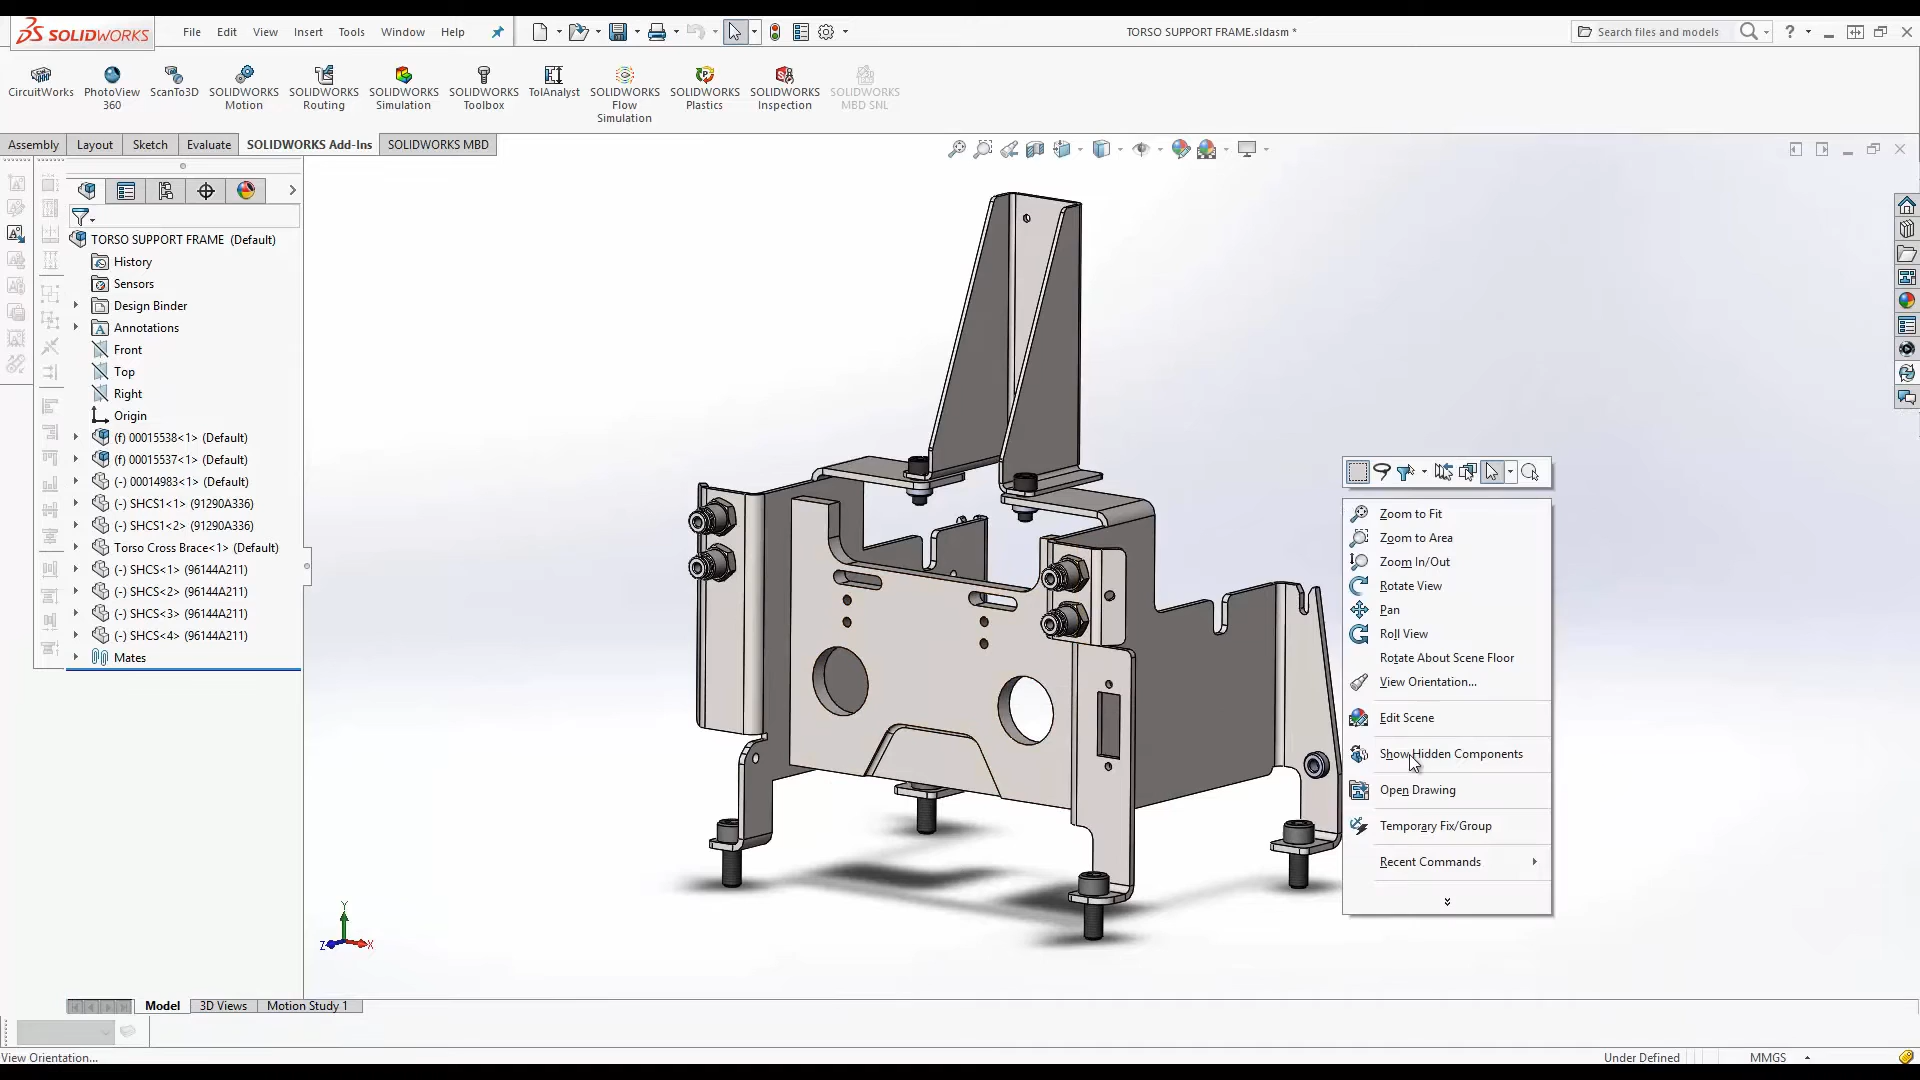 SOLIDWORKS File Edit View Insert Tools Window Help TORSO SUPPORT FRAME.sldasm * Search files and models ?
CircuitWorks
PhotoView
360
ScanTo3D
SOLIDWORKS
Motion
SOLIDWORKS
Routing
SOLIDWORKS
Simulation
SOLIDWORKS
Toolbox
TolAnalyst
SOLIDWORKS
Flow
Simulation
SOLIDWORKS
Plastics
SOLIDWORKS
Inspection
SOLIDWORKS
MBD SNL
Assembly Layout Sketch Evaluate SOLIDWORKS Add-Ins SOLIDWORKS MBD
TORSO SUPPORT FRAME (Default)
History
Sensors
Design Binder
Annotations
Front
Top
Right
Origin
(f) 00015538<1> (Default)
(f) 00015537<1> (Default)
(-) 00014983<1> (Default)
(-) SHCS1<1> (91290A336)
(-) SHCS1<2> (91290A336)
Torso Cross Brace<1> (Default)
(-) SHCS<1> (96144A211)
(-) SHCS<2> (96144A211)
(-) SHCS<3> (96144A211)
(-) SHCS<4> (96144A211)
Mates
Zoom to Fit
Zoom to Area
Zoom In/Out
Rotate View
Pan
Roll View
Rotate About Scene Floor
View Orientation...
Edit Scene
Show Hidden Components
Open Drawing
Temporary Fix/Group
Recent Commands
Y
Z X
Model 3D Views Motion Study 1
View Orientation... Under Defined MMGS